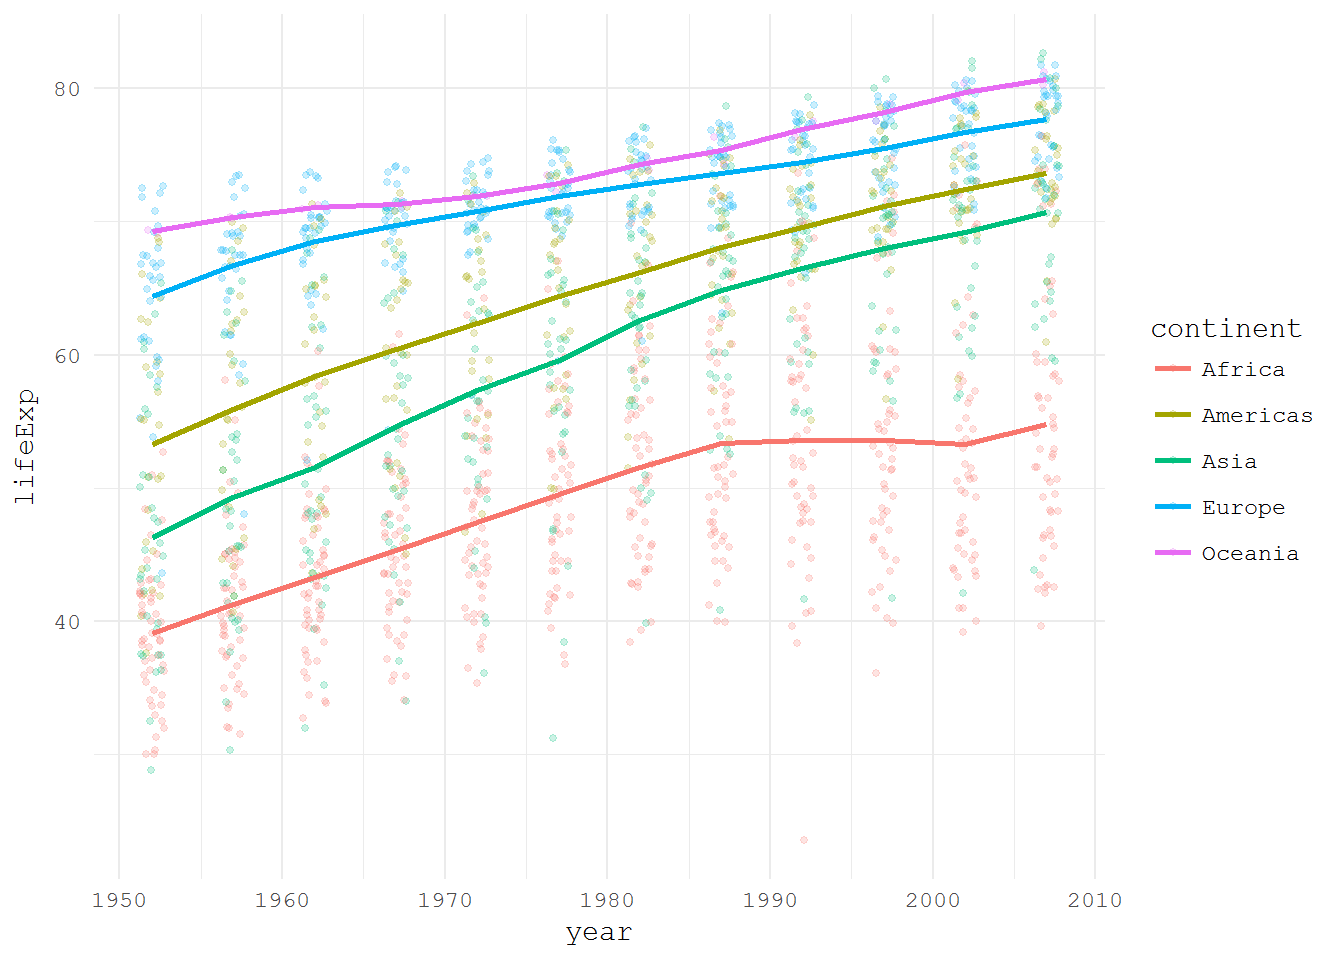 80
60
40
lifeExp
1950 1960 1970 1980 1990 2000 2010
year
continent
Africa
Americas
Asia
Europe
Oceania